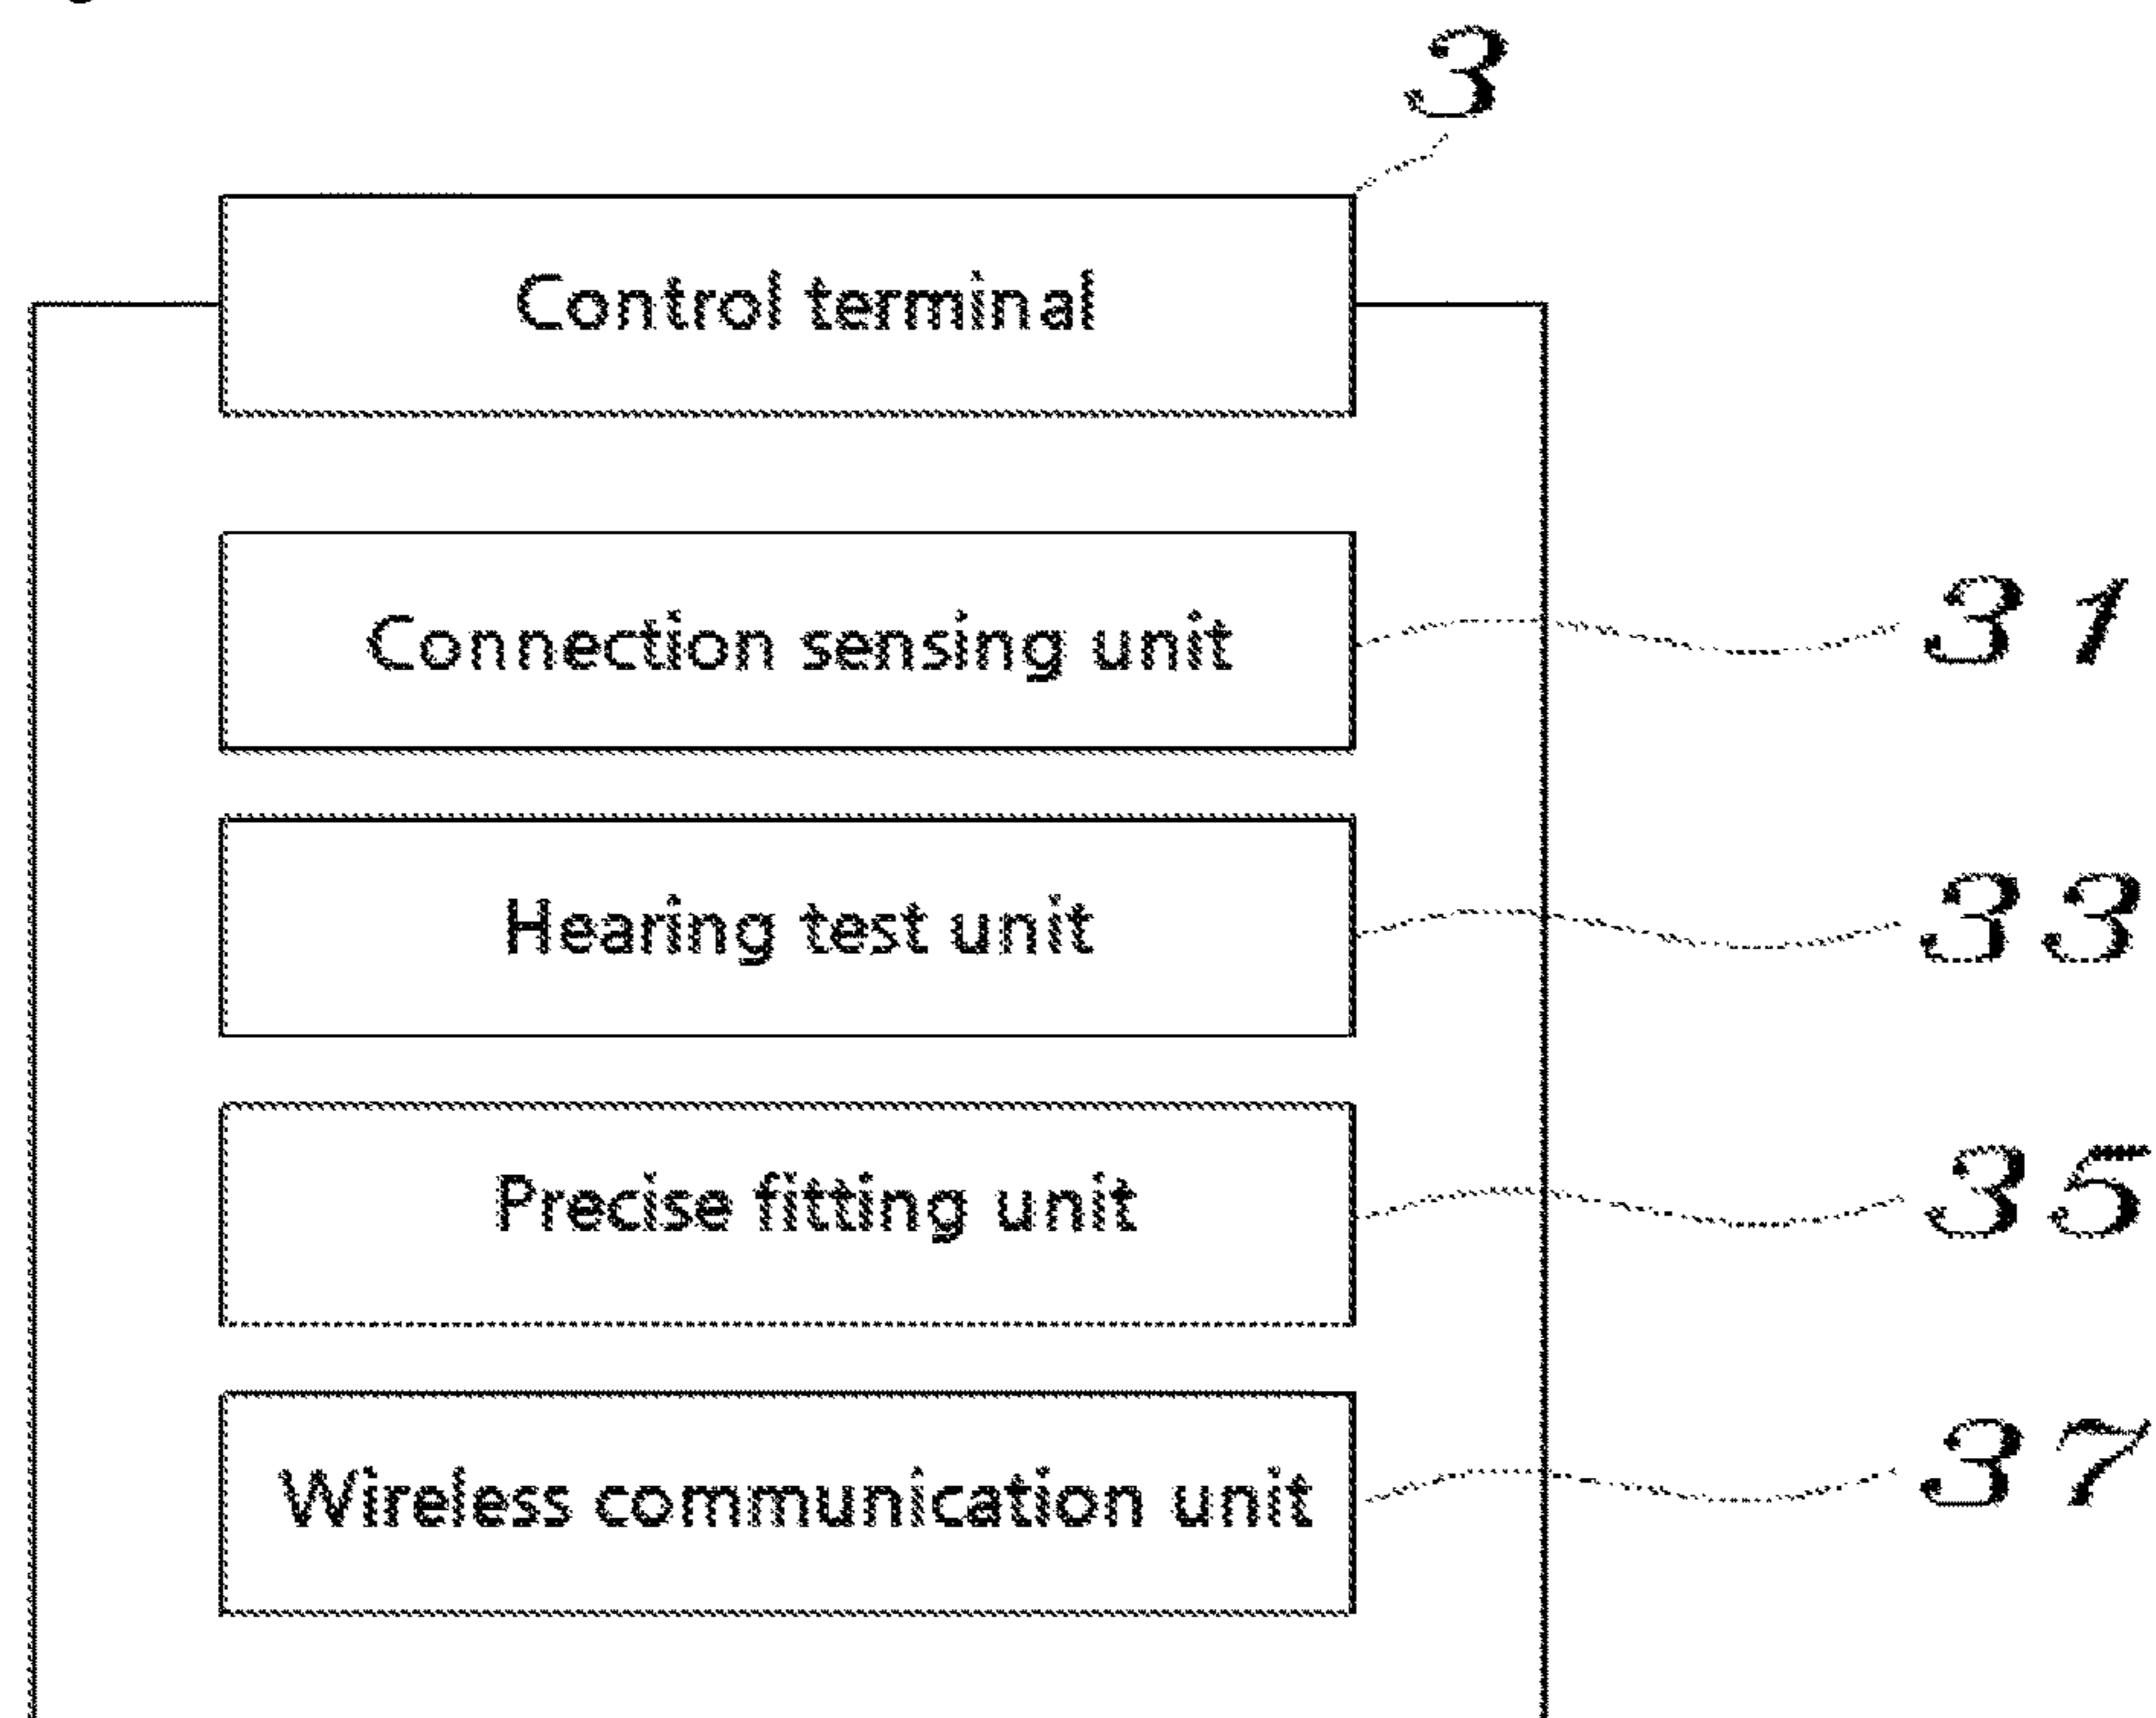 3
Control terminal
Connection sensing unit 31
Hearing test unit 33
Precise fitting unit 35
Wireless communication unit 37